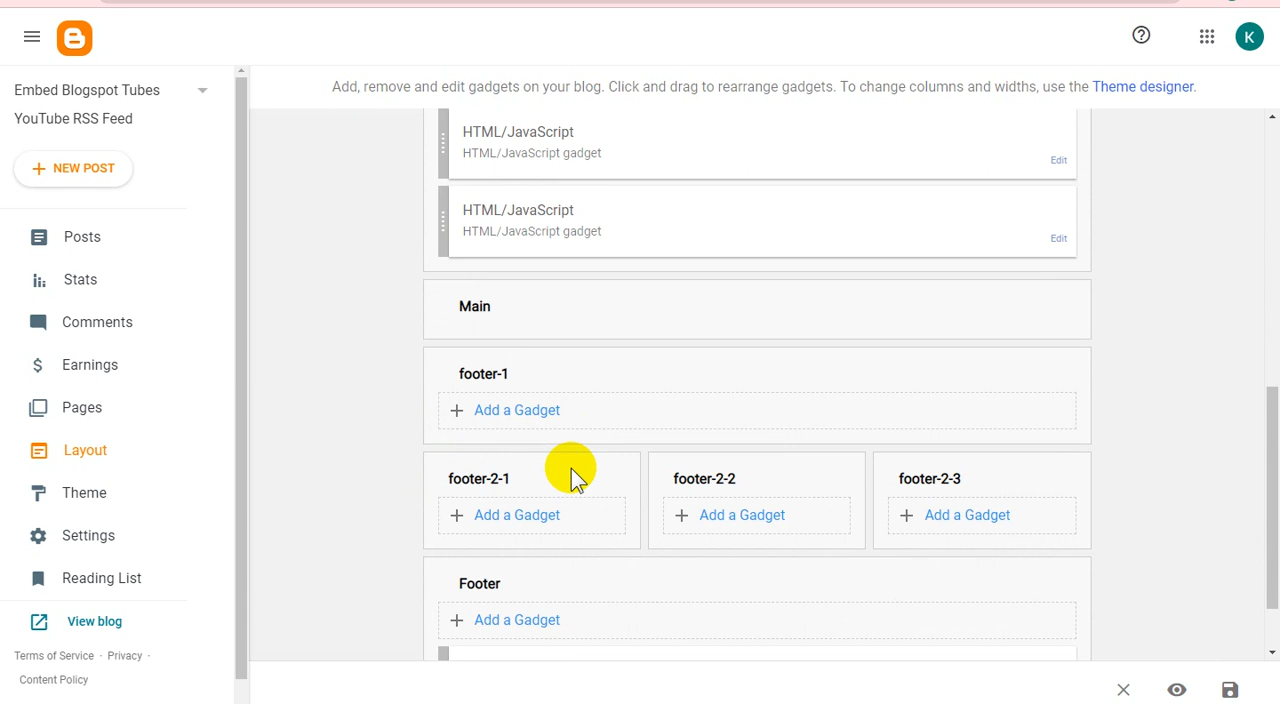 K
Embed Blogspot Tubes
YouTube RSS Feed
NEW POST
Posts
Stats
Comments
Earnings
Pages
Layout
Theme
Settings
Reading List
View blog
Terms of Service · Privacy ·
Content Policy
Add, remove and edit gadgets on your blog. Click and drag to rearrange gadgets. To change columns and widths, use the Theme designer.
HTML/JavaScript
HTML/JavaScript gadget
Edit
HTML/JavaScript
HTML/JavaScript gadget
Edit
Main
footer-1
Add a Gadget
footer-2-1
Add a Gadget
footer-2-2
Add a Gadget
footer-2-3
Add a Gadget
Footer
Add a Gadget